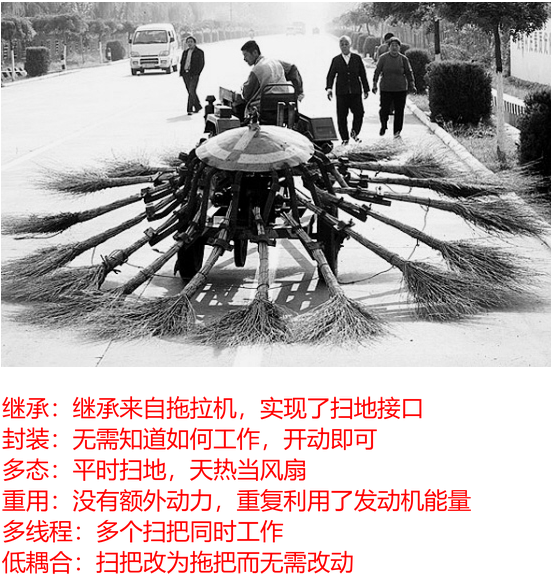 继承：继承来自拖拉机，实现了扫地接口
封装：无需知道如何工作，开动即可
多态：平时扫地，天热当风扇
重用：没有额外动力，重复利用了发动机能量
多线程：多个扫把同时工作
低耦合：扫把改为拖把而无需改动